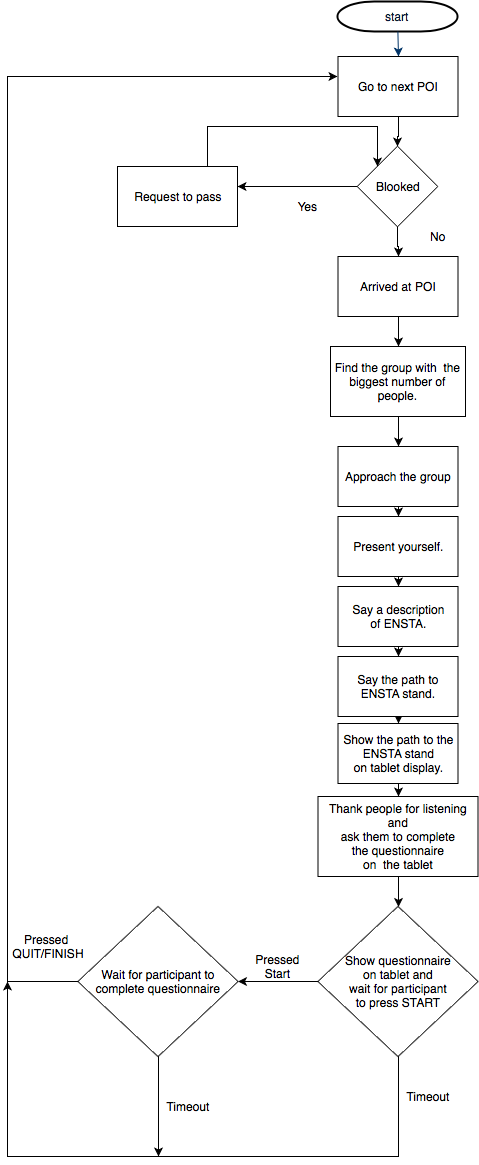 start
Go to next POI
Blooked
Request to pass
Yes
No
Arrived at POI
Find the group with the
biggest number of
people.
Approach the group
Present yourself.
Say a description
of ENSTA.
Say the path to
ENSTA stand.
Show the path to the
ENSTA stand
on tablet display.
Thank people for listening
and
ask them to complete
the questionnaire
on the tablet
Show questionnaire
on tablet and
wait for participant
to press START
Pressed
Start
Wait for participant to
complete questionnaire
Pressed
QUIT/FINISH
Timeout
Timeout